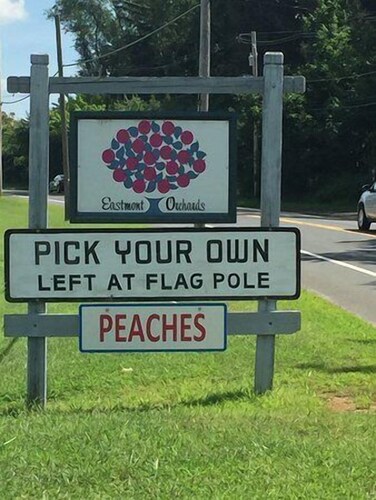 Eastmont Orchards
PICK YOUR OWN
LEFT AT FLAG POLE
PEACHES